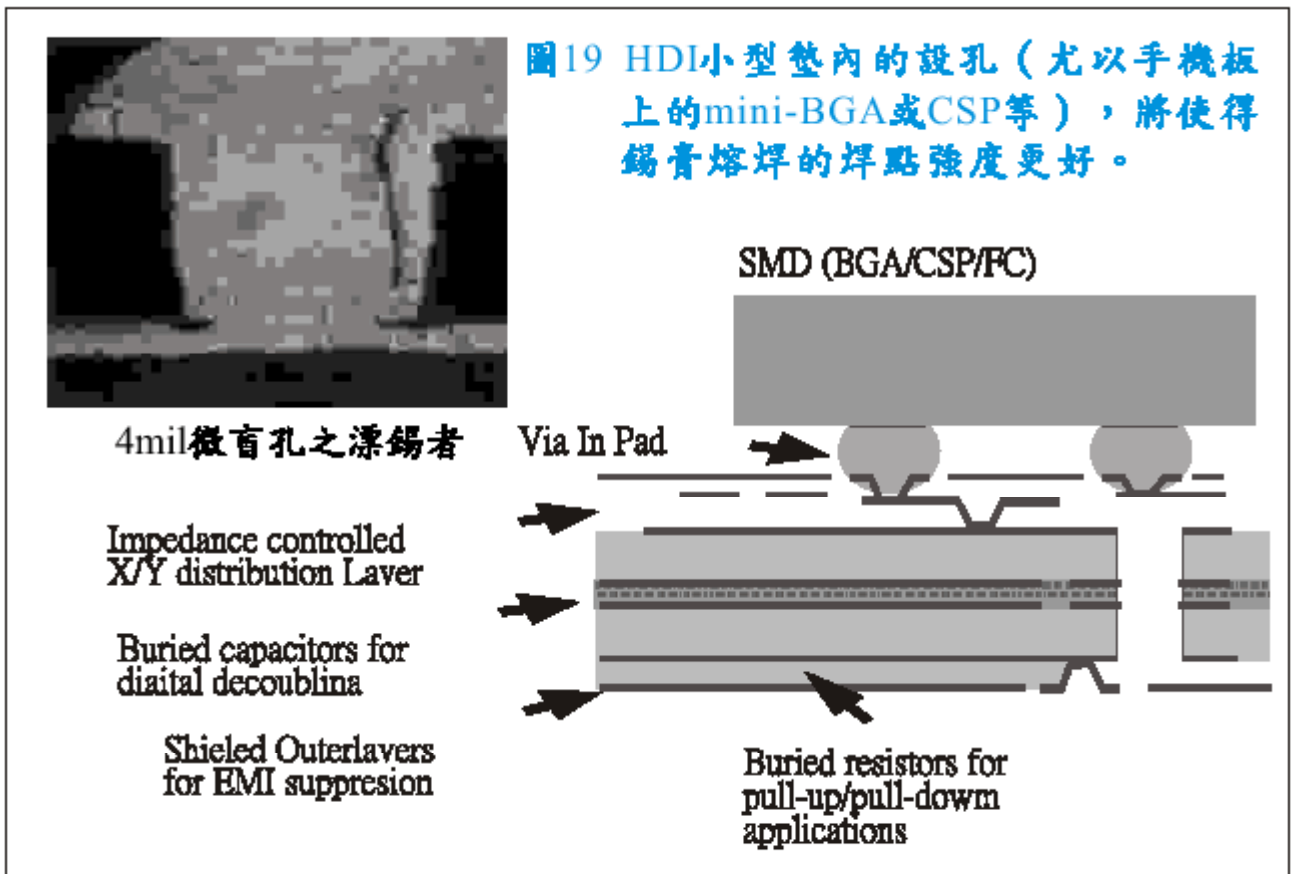 圖19 HDI小型墊內的設孔（尤以手機板
上的mini-BGA或CSP等），將使得
錫膏熔焊的焊點強度更好。
SMD (BGA/CSP/FC)
4mil微盲孔之漂錫者
Via In Pad
Impedance controlled
X/Y distribution Laver
Buried capacitors for
diaital decoublina
Shieled Outerlavers
for EMI suppresion
Buried resistors for
pull-up/pull-dowm
applications